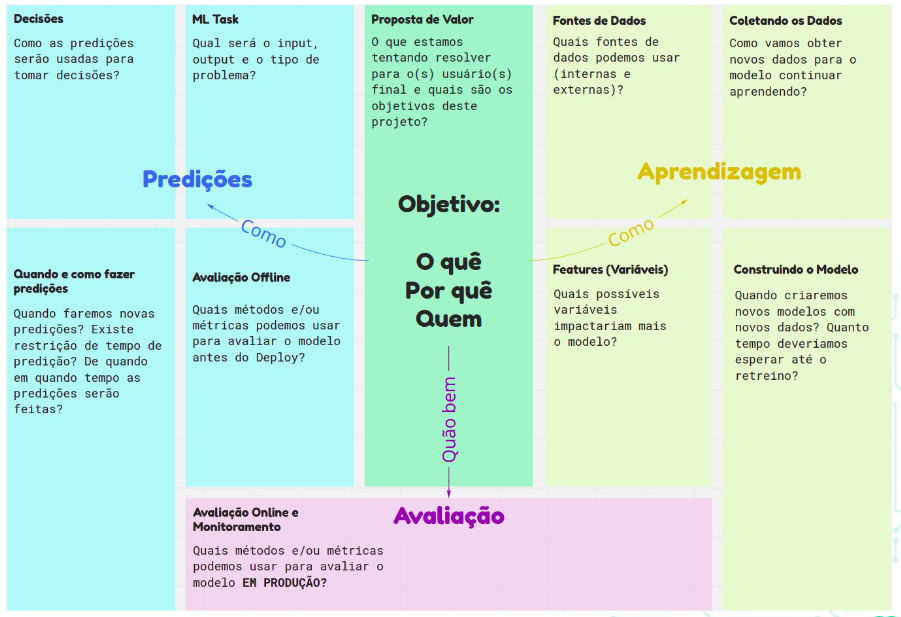 Decisões
Como as predições
serão usadas para
tomar decisões?
ML Task
Qual será o input,
output e o tipo de
problema?
Proposta de Valor
O que estamos
tentando resolver
para o(s) usuário(s)
final e quais são os
objetivos deste
projeto?
Fontes de Dados
Quais fontes de
dados podemos usar
(internas e
externas)?
Coletando os Dados
Como vamos obter
novos dados para o
modelo continuar
aprendendo?
Predições
Aprendizagem
Objetivo:
O quê
Por quê
Quem
Como
Como
Quando e como fazer
predições
Quando faremos novas
predições? Existe
restrição de tempo de
predição? De quando
em quando tempo as
predições serão
feitas?
Avaliação Offline
Quais métodos e/ou
métricas podemos usar
para avaliar o modelo
antes do Deploy?
Features (Variáveis)
Quais possíveis
variáveis
impactariam mais
o modelo?
Construindo o Modelo
Quando criaremos
novos modelos com
novos dados? Quanto
tempo deveríamos
esperar até o
retreino?
Quão bem
Avaliação
Avaliação Online e
Monitoramento
Quais métodos e/ou métricas
podemos usar para avaliar o
modelo EM PRODUÇÃO?